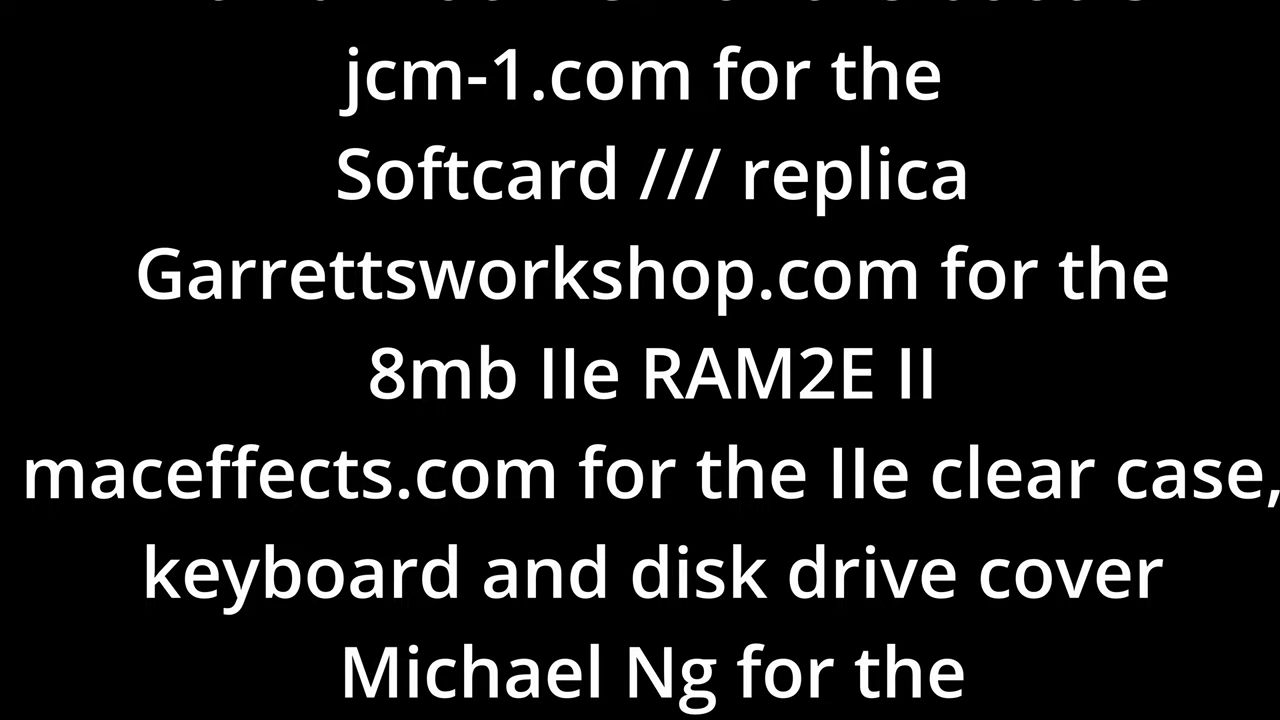 jcm-1.com for the
Softcard /// replica
Garrettsworkshop.com for the
8mb IIe RAM2E II
maceffects.com for the IIe clear case,
keyboard and disk drive cover
Michael Ng for the